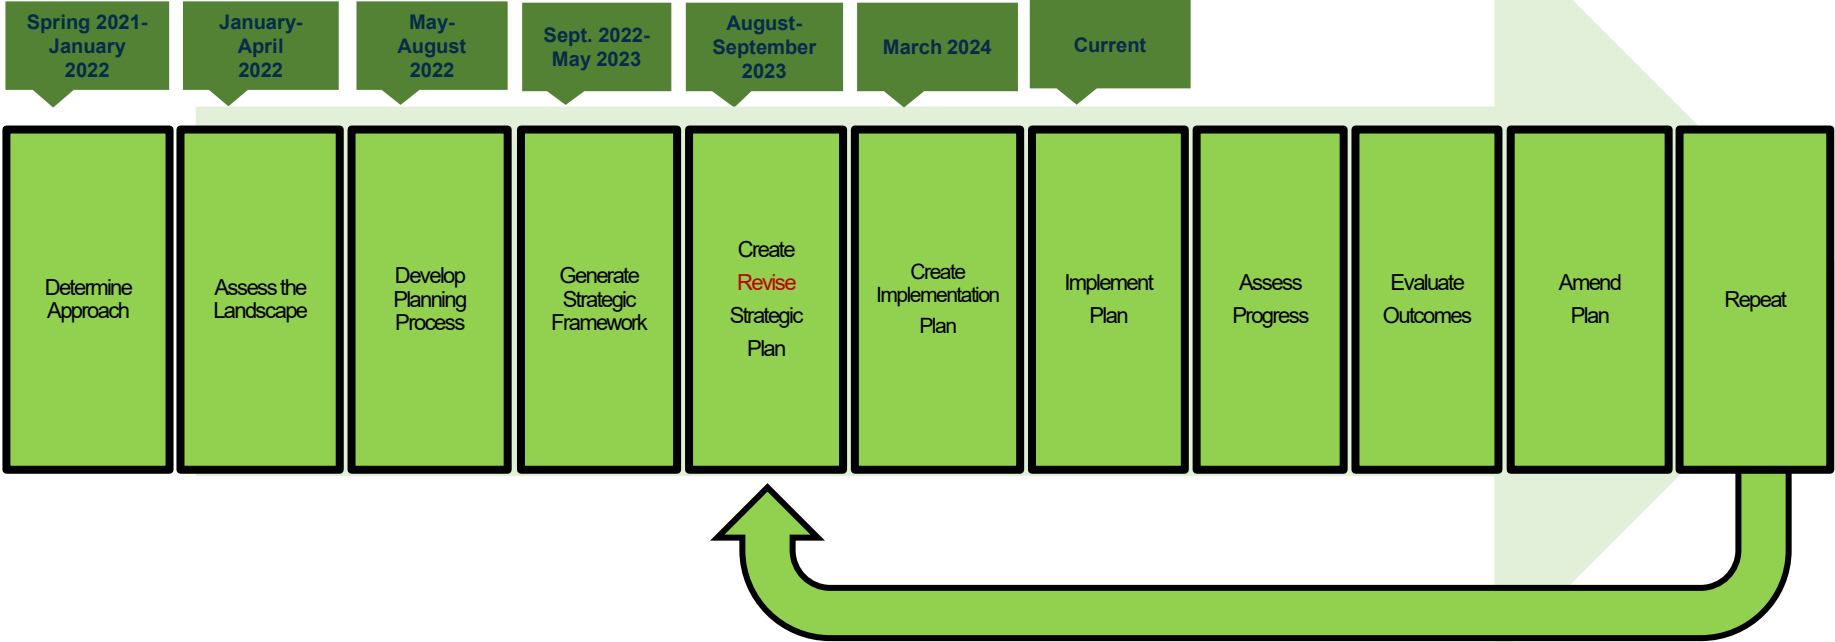 Spring 2021-
January
2022
January-
April
2022
May-
August
2022
Sept. 2022-
May 2023
August-
September
2023
March 2024
Current
Determine
Approach
Assess the
Landscape
Develop
Planning
Process
Generate
Strategic
Framework
Create
Revise
Strategic
Plan
Create
Implementation
Plan
Implement
Plan
Assess
Progress
Evaluate
Outcomes
Amend
Plan
Repeat